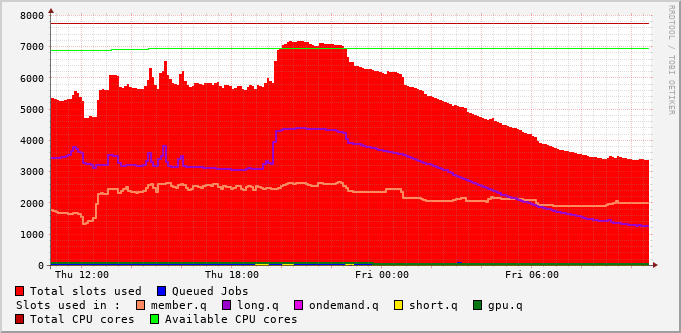 8000
7000
6000
5000
4000
3000
2000
1000
0
Thu 12:00 Thu 18:00 Fri 00:00 Fri 06:00
RRDTOOL / TOBI OETIKER
Total slots used Queued Jobs
Slots used in : member.q long.q ondemand.q short.q gpu.q
Total CPU cores Available CPU cores